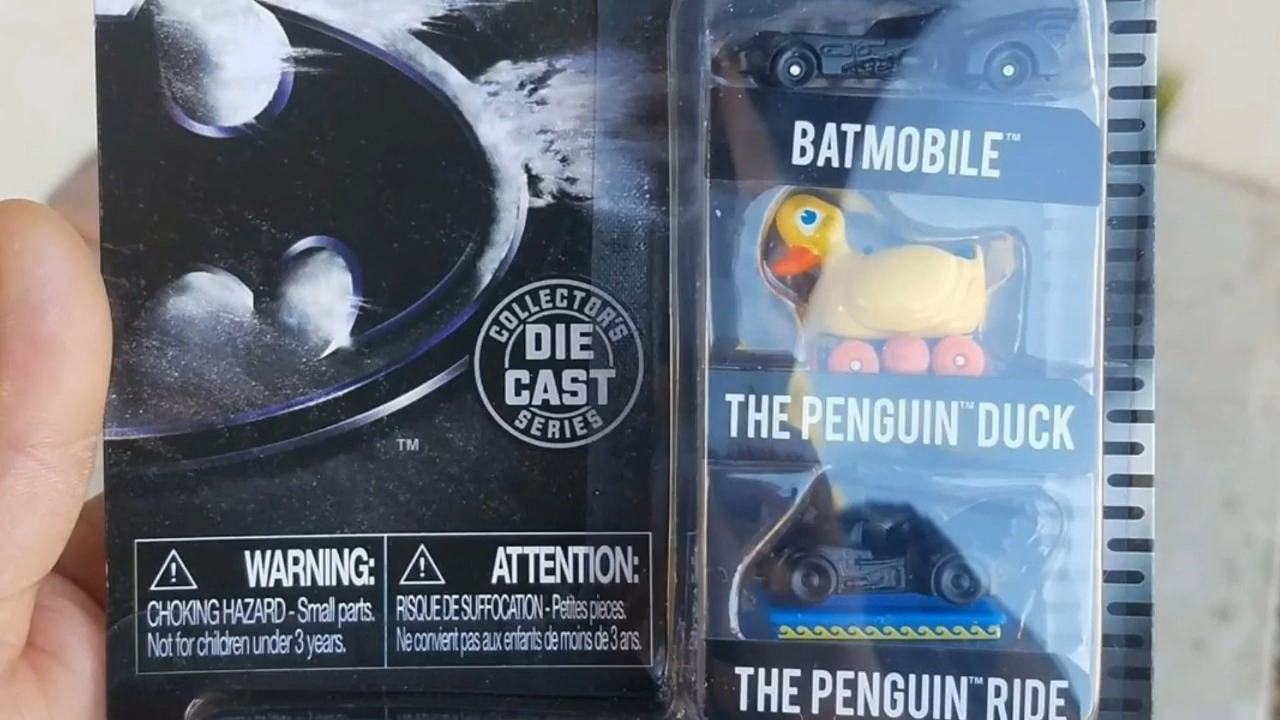 BATMOBILE™
COLLECTOR'S
DIE
CAST
SERIES
THE PENGUIN™ DUCK
TM
WARNING:
CHOKING HAZARD - Small parts.
Not for children under 3 years.
ATTENTION:
RISQUE DE SUFFOCATION - Petites pieces.
Ne convient pas aux enfants de moins de 3 ans.
THE PENGUIN™ RIDE